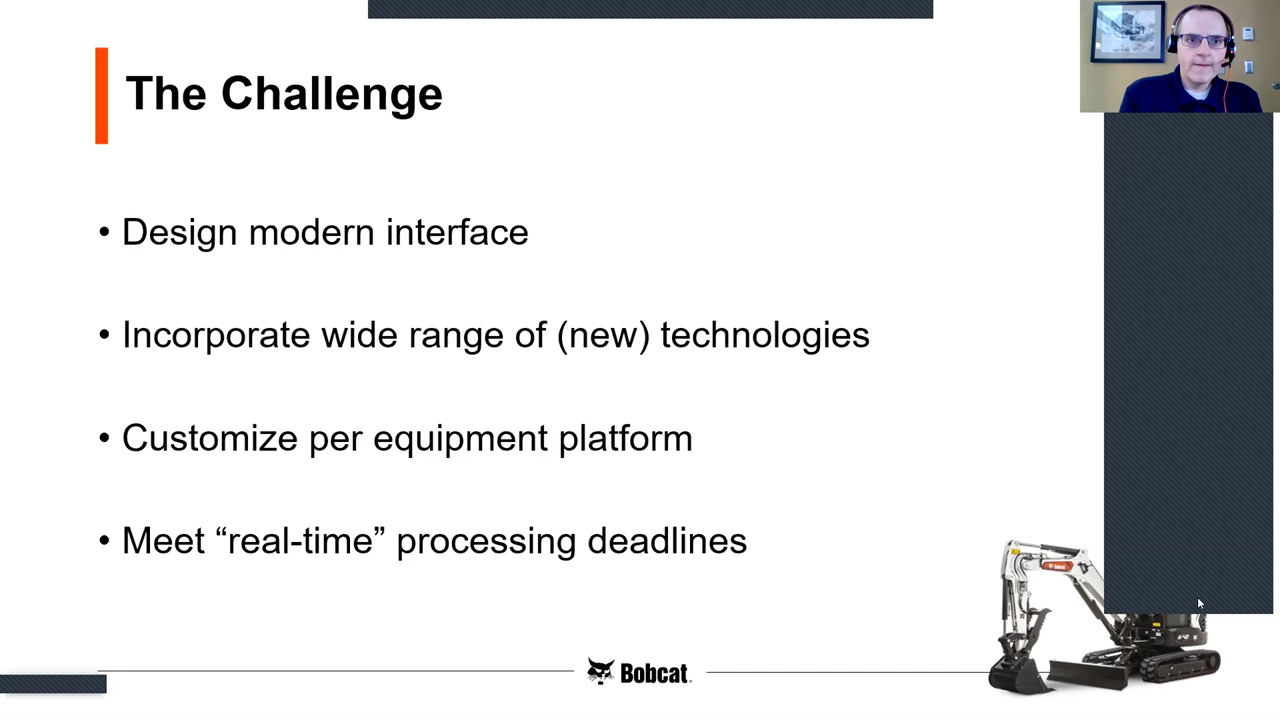 The Challenge
• Design modern interface
• Incorporate wide range of (new) technologies
• Customize per equipment platform
• Meet “real-time” processing deadlines
Bobcat
Bobcat